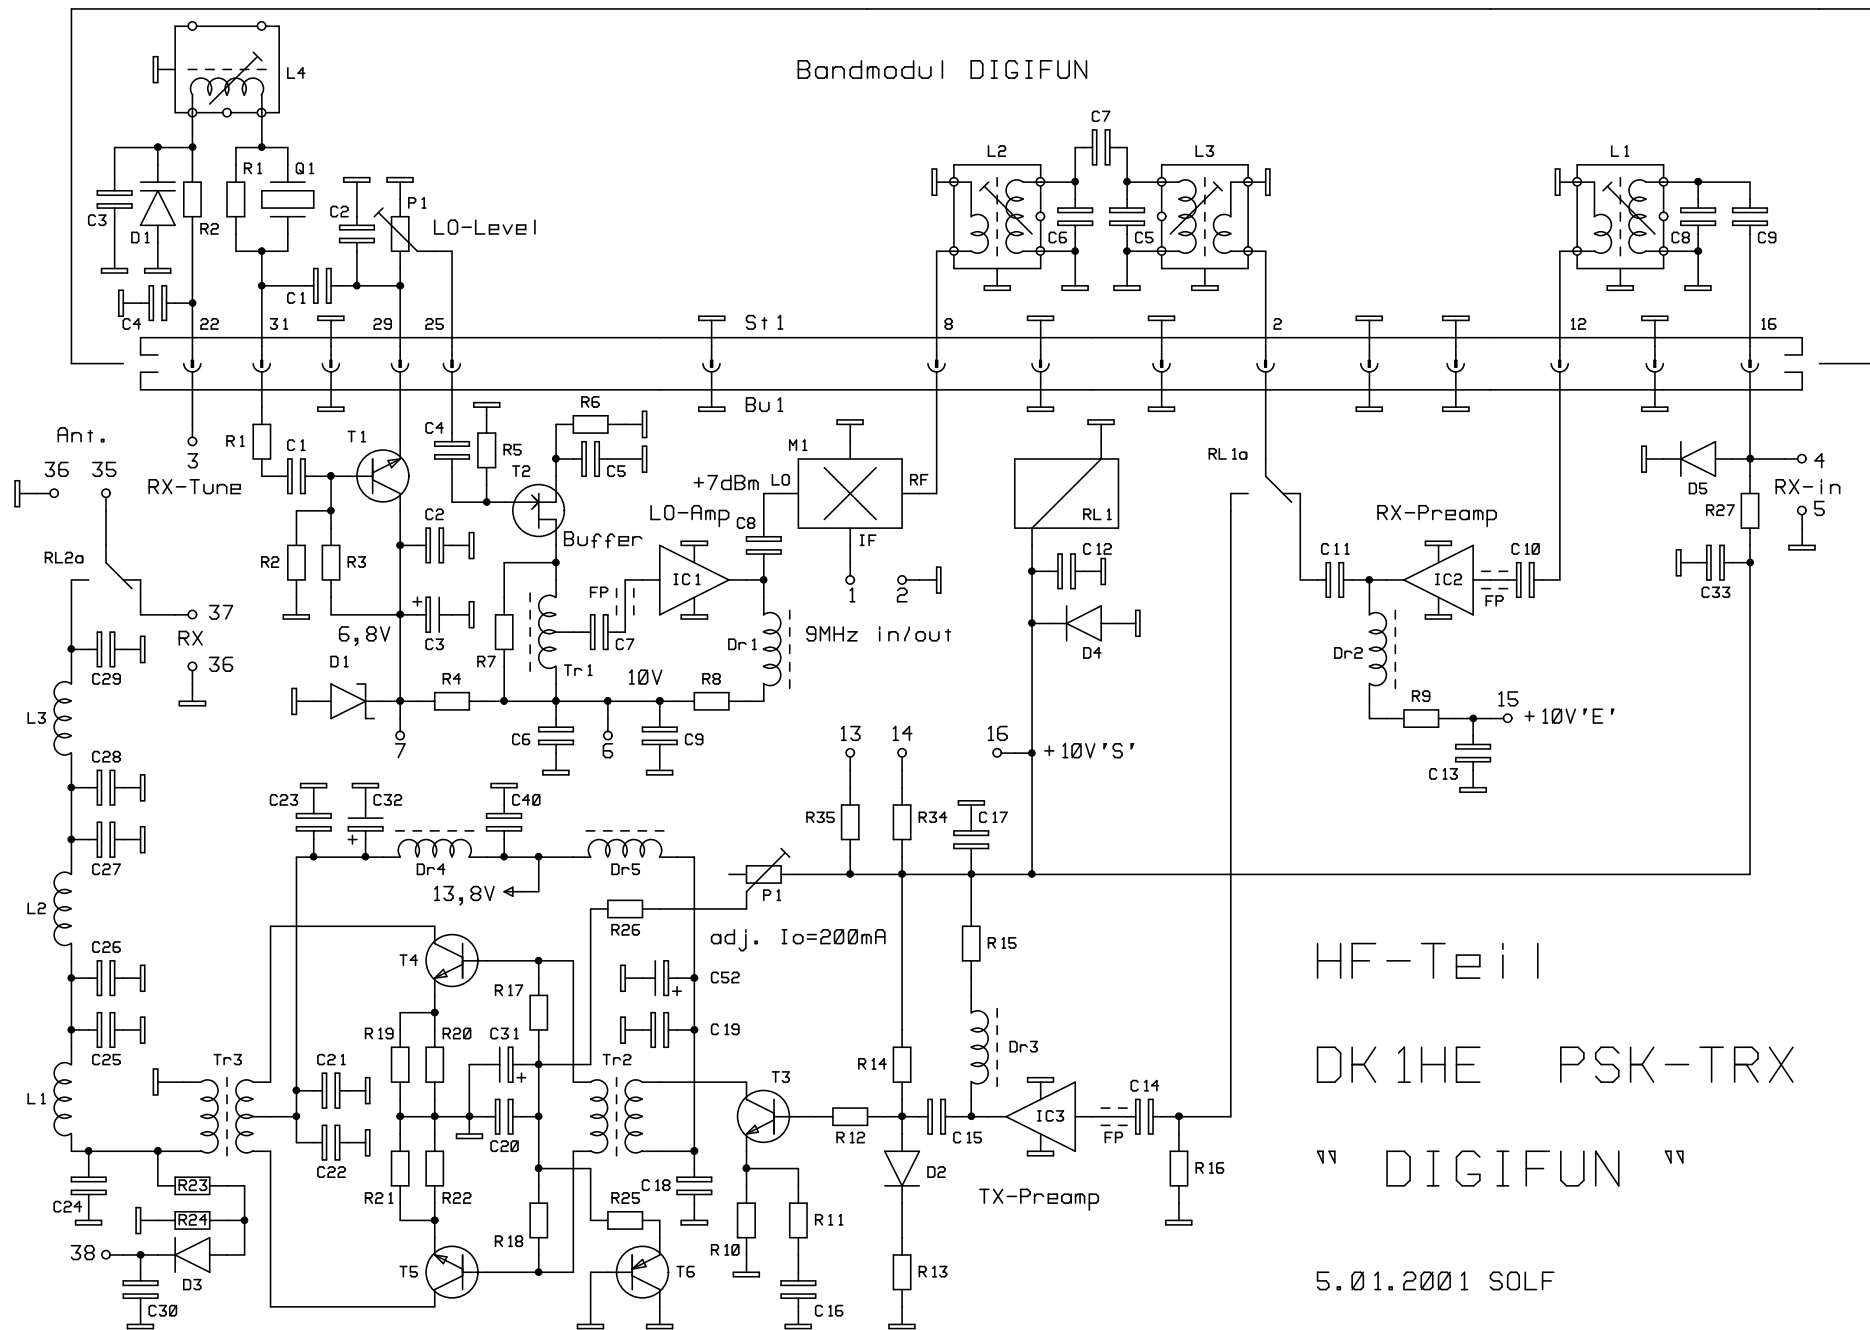 Bandmodul DIGIFUN
L4
C7
L2
L3
L1
R1
Q1
C3
D1
R2
C2
P1
LO-Level
C6
C5
C8
C9
C1
C4
22
31
29
25
St1
8
2
12
16
Bu1
Ant.
36
35
3
RX-Tune
R1
C1
T1
C4
R5
R6
C5
T2
M1
+7dBm
LO
RF
IF
RL1
RL1a
D5
4
RX-in
5
R27
LO-Amp
C8
Buffer
RX-Preamp
C2
RL2a
R2
R3
FP
IC1
C12
C11
IC2
FP
C10
C33
1
2
37
RX
36
6,8V
+
C3
R7
C7
Dr1
9MHz in/out
D4
Dr2
C29
D1
R4
Tr1
10V
R8
R9
15
+10V'E'
L3
7
C6
6
C9
13
14
16
+10V'S'
C13
C28
C23
C32
C40
+
R35
R34
C17
C27
Dr4
Dr5
13,8V
P1
L2
R26
adj. Io=200mA
R15
HF-Teil
C26
T4
R17
C52
+
C25
R19
R20
C31
+
C19
Tr3
C21
Tr2
R14
Dr3
DK1HE PSK-TRX
L1
T3
C14
IC3
FP
C20
R12
C15
C22
R16
C24
R23
R21
R22
R25
C18
D2
TX-Preamp
" DIGIFUN "
R24
R18
R10
R11
38
D3
T5
T6
R13
C30
C16
5.01.2001 SOLF